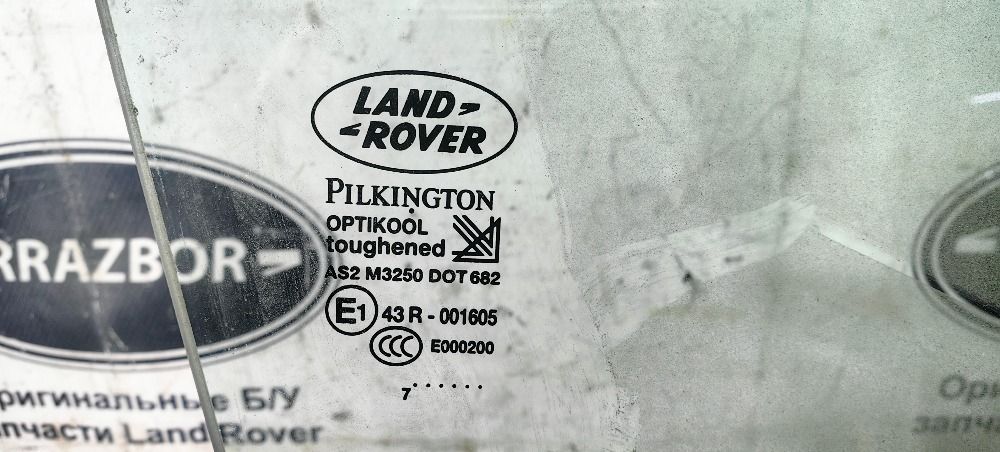 LAND
ROVER
PILKINGTON
OPTIKOOL
toughened
AS2 M3250 DOT 682
E1 43 R - 001605
CCC E000200
7 ......
RRAZBOR
ригинальные Б/У
пчасти Land Rover
Ори
запч